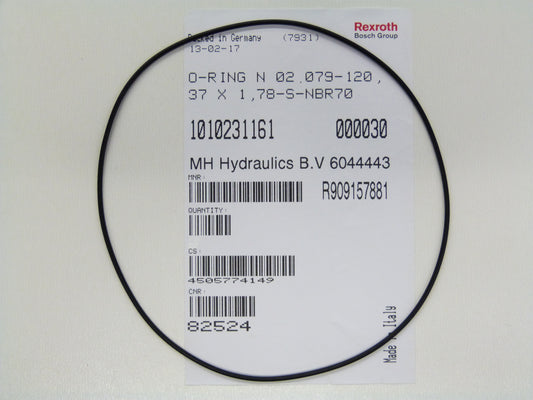 Rexroth
Bosch Group
Packed in Germany (7931)
13-02-17
O-RING N 02.079-120,
37 X 1,78-S-NBR70
1010231161 000030
MH Hydraulics B.V 6044443
MNR:
R909157881
QUANTITY:
CS:
4505774149
CNR:
82524
Made in Italy